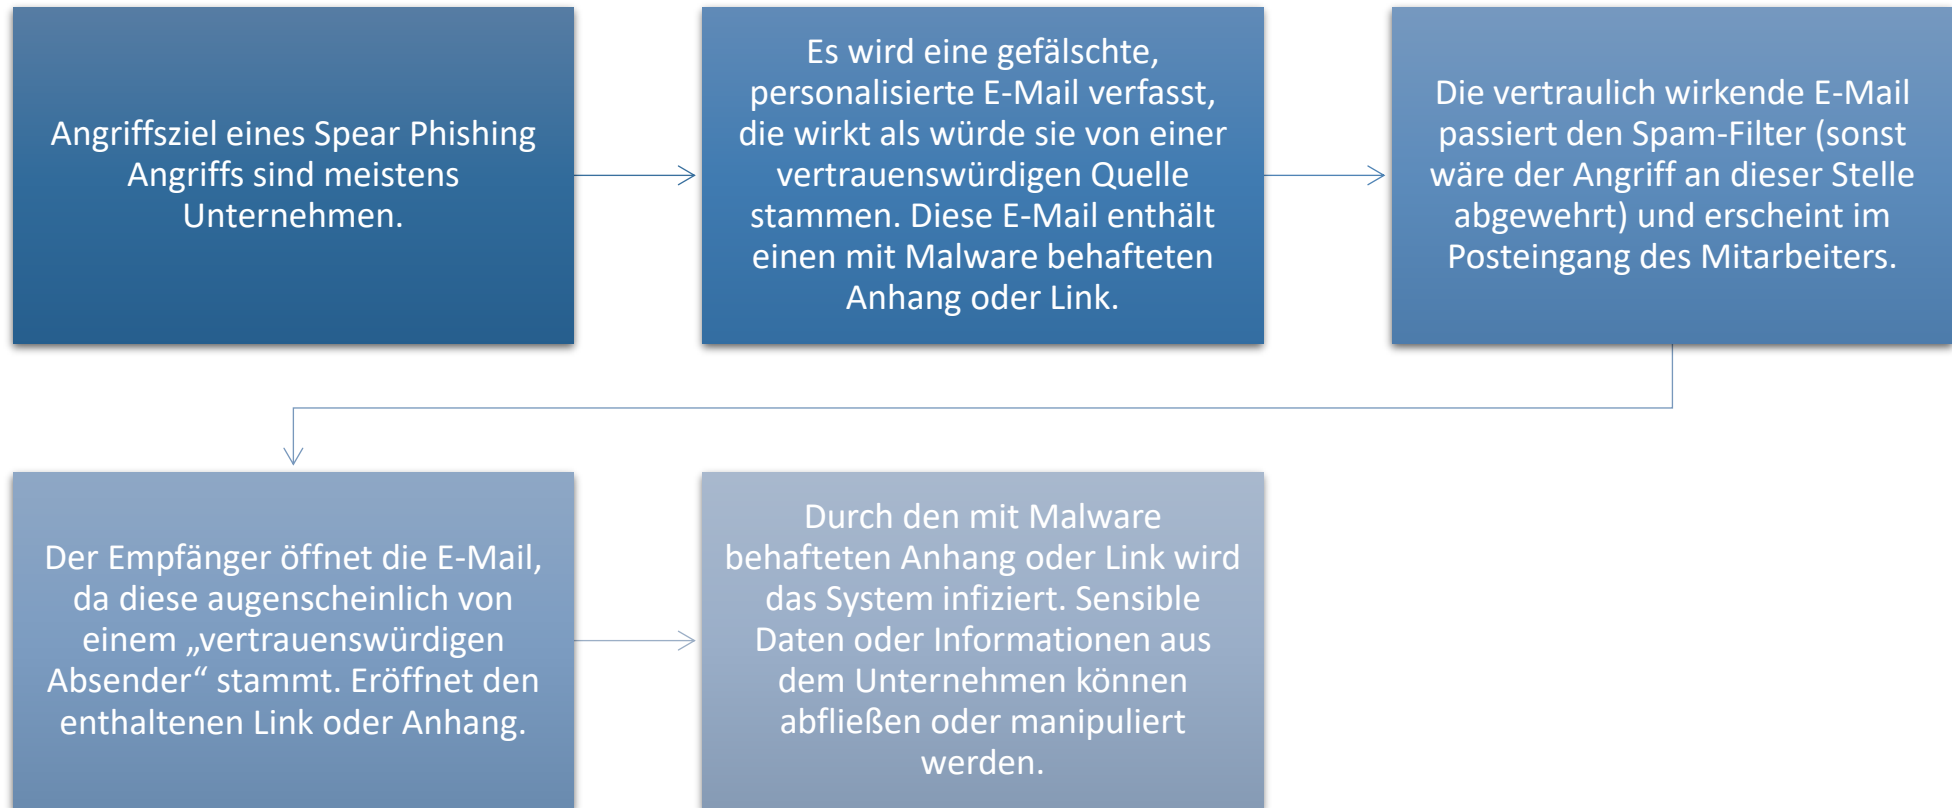 Angriffsziel eines Spear Phishing
Angriffs sind meistens
Unternehmen.
Es wird eine gefälschte,
personalisierte E-Mail verfasst,
die wirkt als würde sie von einer
vertrauenswürdigen Quelle
stammen. Diese E-Mail enthält
einen mit Malware behafteten
Anhang oder Link.
Die vertraulich wirkende E-Mail
passiert den Spam-Filter (sonst
wäre der Angriff an dieser Stelle
abgewehrt) und erscheint im
Posteingang des Mitarbeiters.
Der Empfänger öffnet die E-Mail,
da diese augenscheinlich von
einem „vertrauenswürdigen
Absender“ stammt. Eröffnet den
enthaltenen Link oder Anhang.
Durch den mit Malware
behafteten Anhang oder Link wird
das System infiziert. Sensible
Daten oder Informationen aus
dem Unternehmen können
abfließen oder manipuliert
werden.